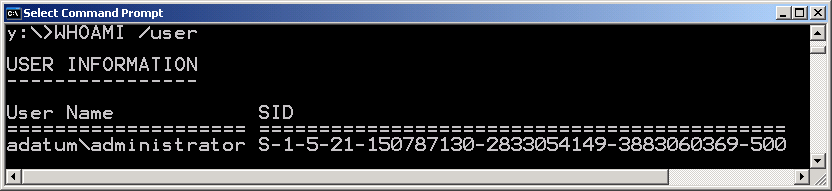 Select Command Prompt
y:\>WHOAMI /user
USER INFORMATION
----------------
User Name SID
==================== ============================================
adatum\administrator S-1-5-21-150787130-2833054149-3883060369-500